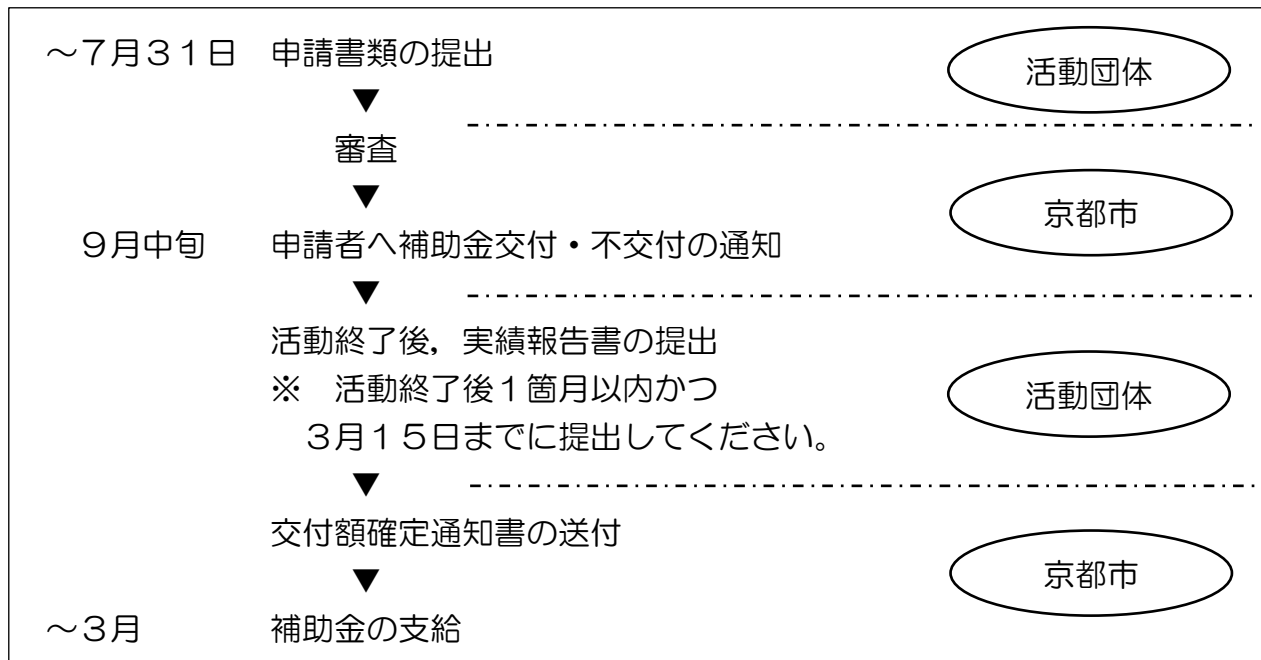 ～７月３１日　申請書類の提出
活動団体
▼
審査
▼
京都市
９月中旬　申請者へ補助金交付・不交付の通知
▼
活動終了後，実績報告書の提出
※　活動終了後１箇月以内かつ
活動団体
３月１５日までに提出してください。
▼
交付額確定通知書の送付
京都市
▼
～３月　補助金の支給